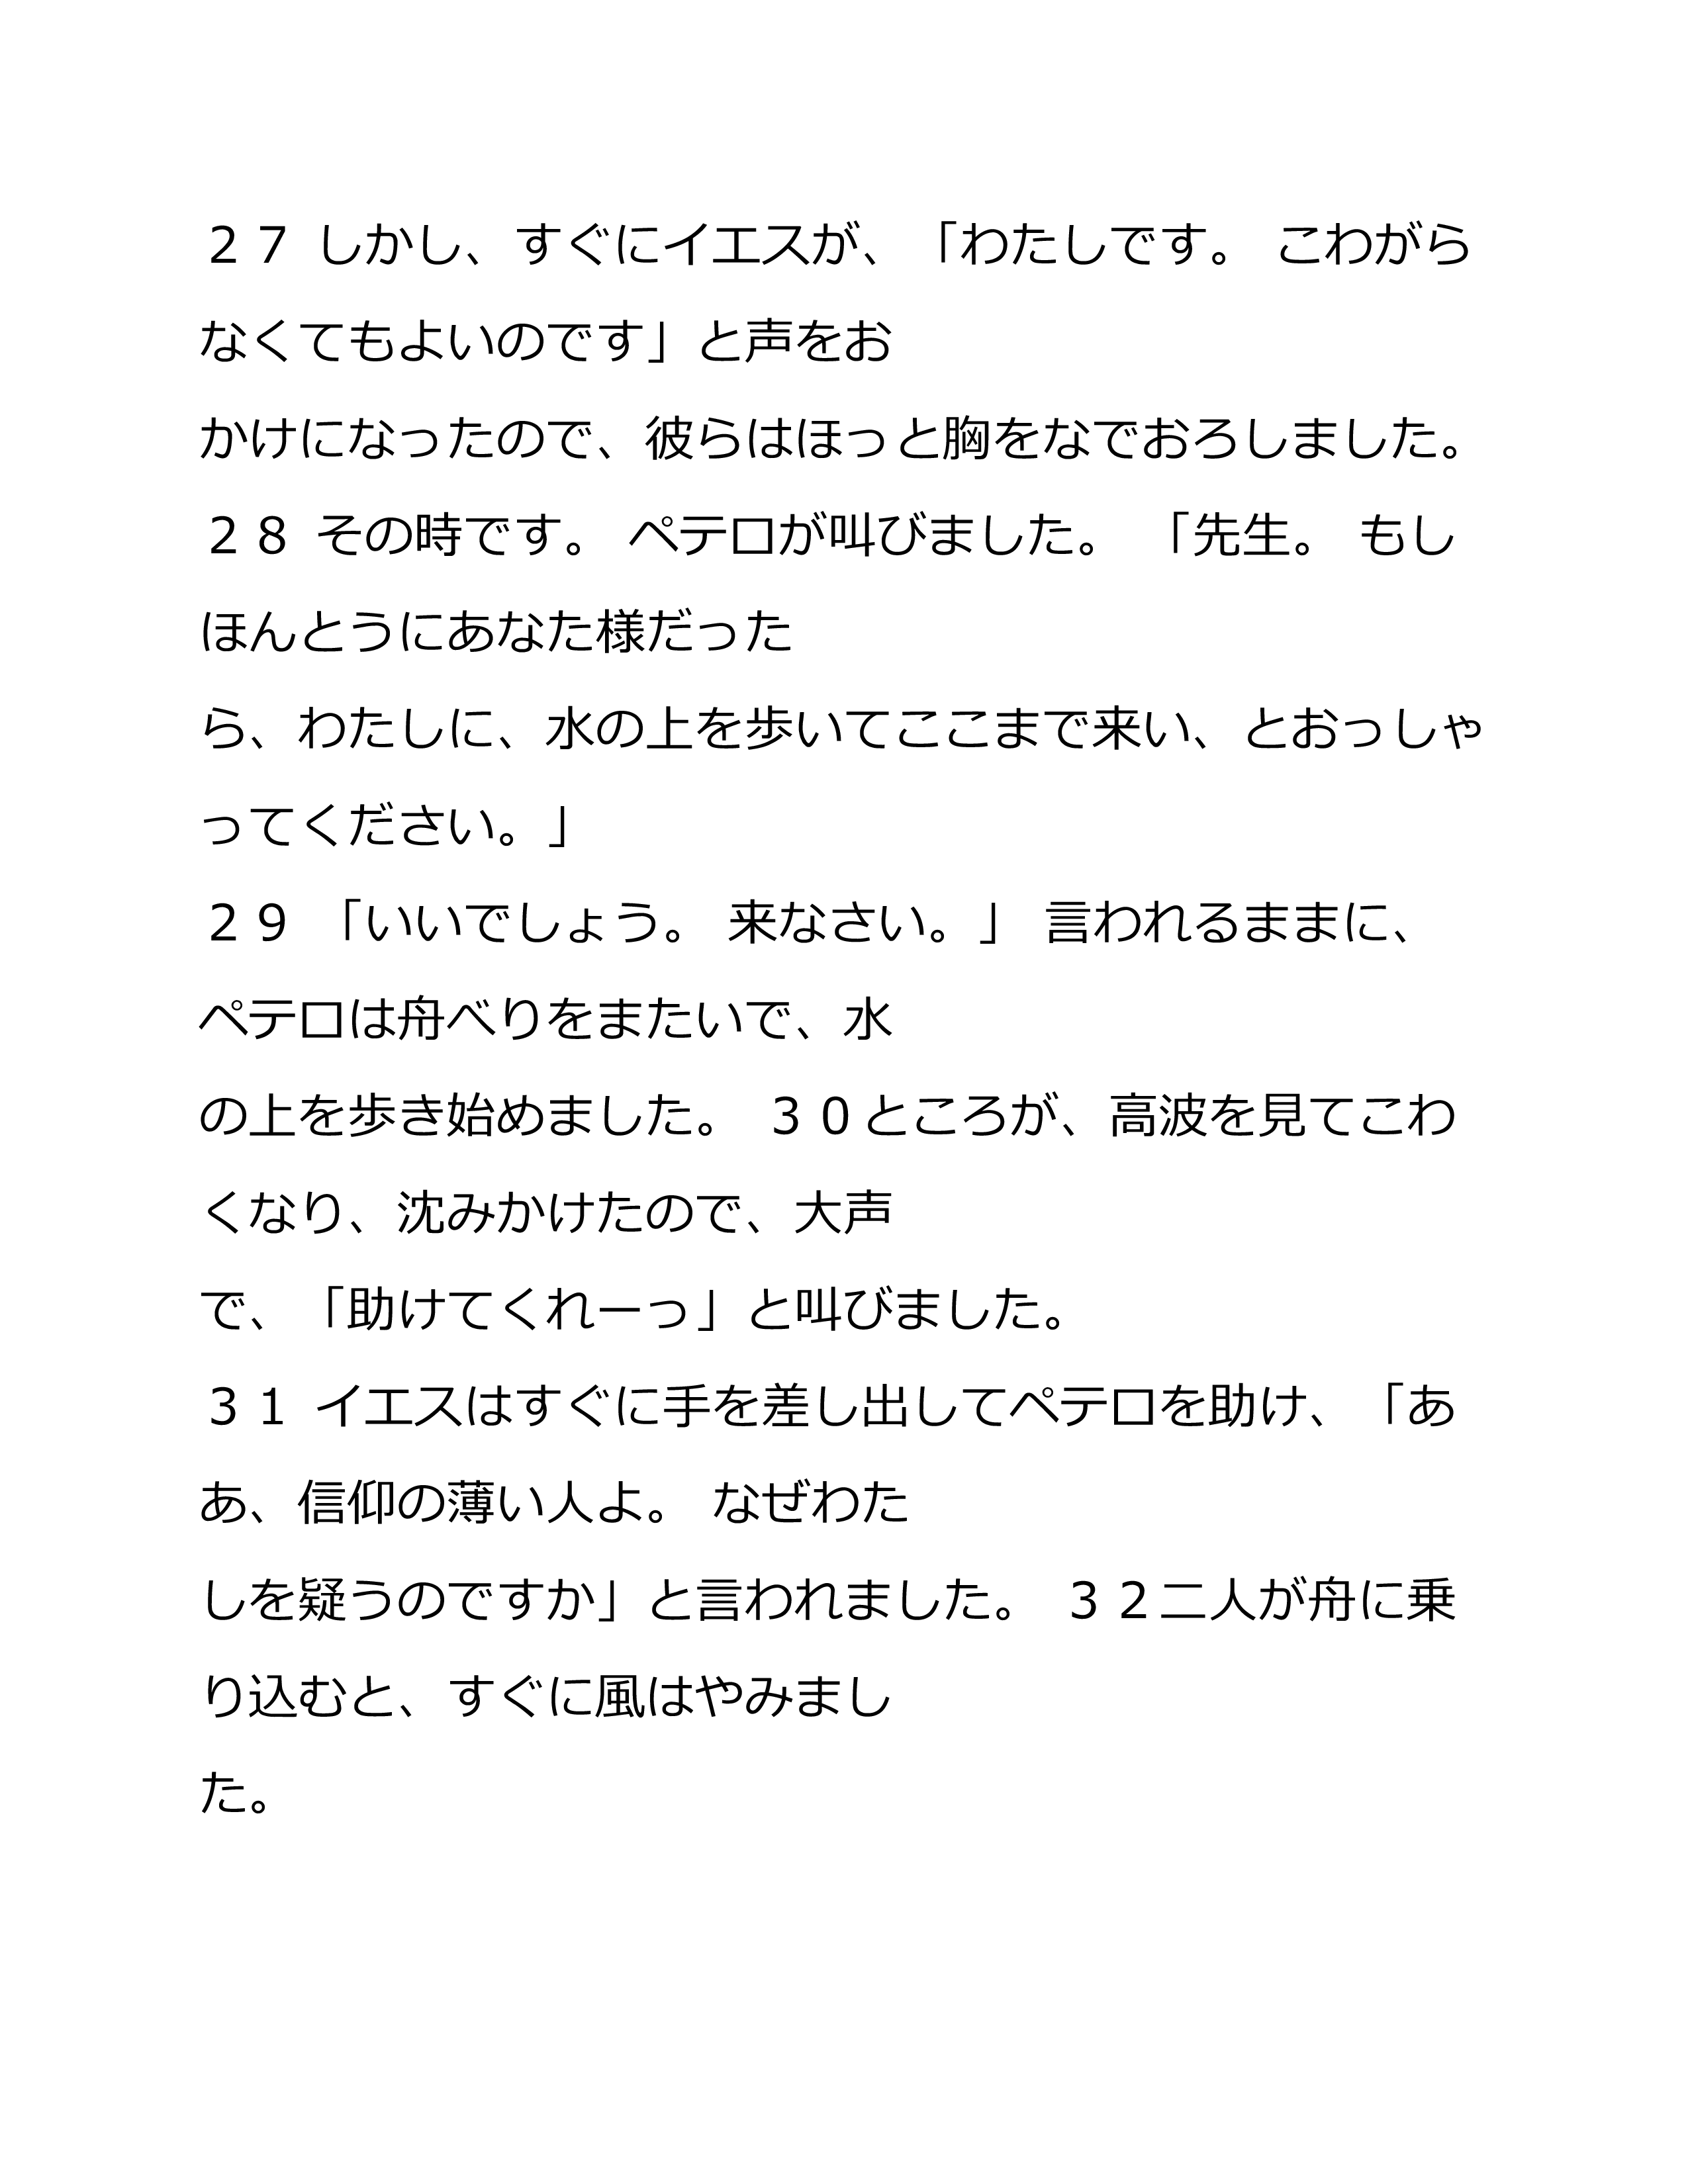 ２７ しかし、すぐにイエスが、「わたしです。 こわがら
なくてもよいのです」と声をお
かけになったので、彼らはほっと胸をなでおろしました。
２８ その時です。 ペテロが叫びました。 「先生。 もし
ほんとうにあなた様だった
ら、わたしに、水の上を歩いてここまで来い、とおっしゃ
ってください。」
２９ 「いいでしょう。 来なさい。」 言われるままに、
ペテロは舟べりをまたいで、水
の上を歩き始めました。 ３０ところが、高波を見てこわ
くなり、沈みかけたので、大声
で、「助けてくれーっ」と叫びました。
３１ イエスはすぐに手を差し出してペテロを助け、「あ
あ、信仰の薄い人よ。 なぜわた
しを疑うのですか」と言われました。 ３２二人が舟に乗
り込むと、すぐに風はやみまし
た。